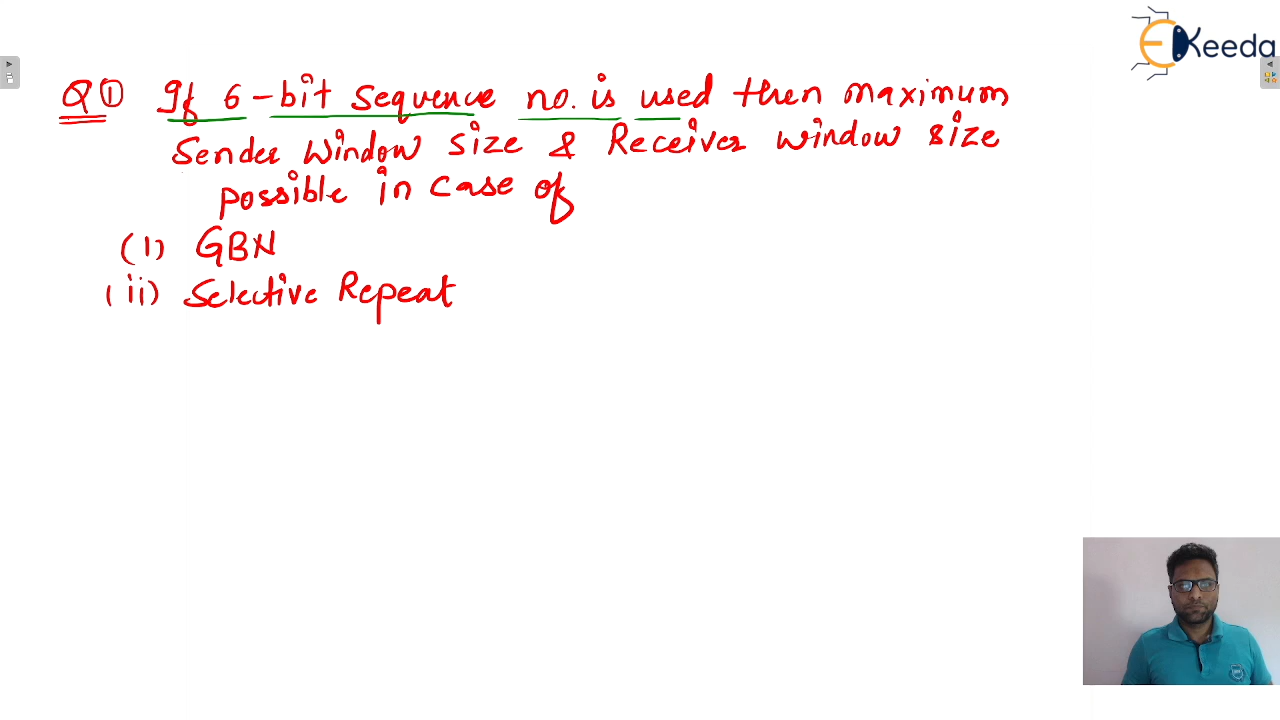 EKeeda
Q① If 6-bit sequence no. is used then maximum
Sender window size & Receiver window size
possible in case of
(i) GBN
(ii) Selective Repeat